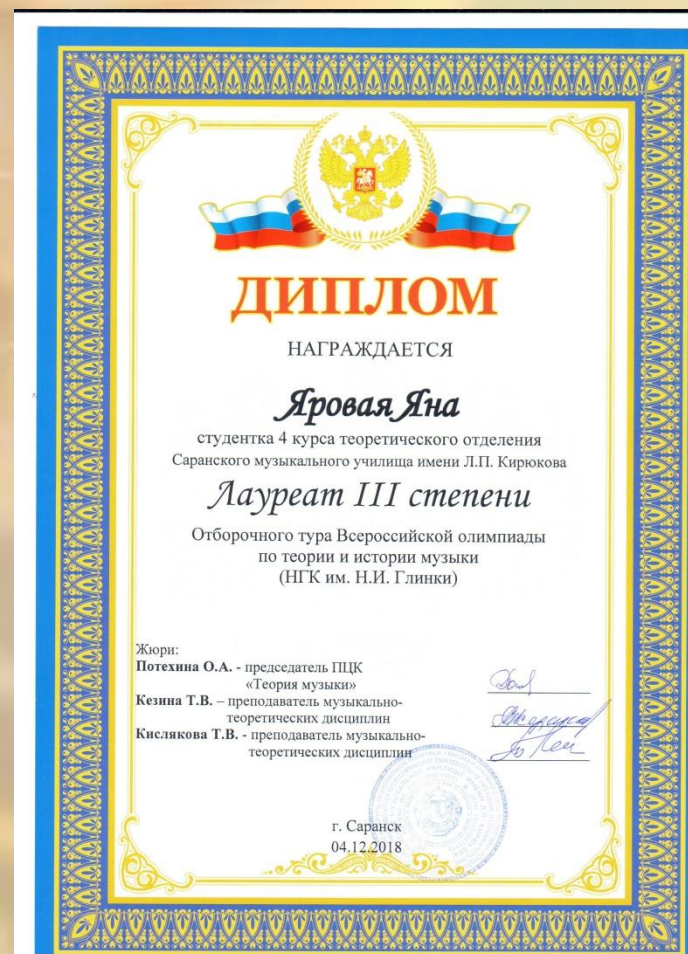 ДИПЛОМ
НАГРАЖДАЕТСЯ
Яровая Яна
студентка 4 курса теоретического отделения
Саранского музыкального училища имени Л.П. Кирюкова
Лауреат III степени
Отборочного тура Всероссийской олимпиады
по теории и истории музыки
(НГК им. Н.И. Глинки)
Жюри:
Потехина О.А. - председатель ПЦК
«Теория музыки»
Кезина Т.В. – преподаватель музыкально-
теоретических дисциплин
Кислякова Т.В. - преподаватель музыкально-
теоретических дисциплин
г. Саранск
04.12.2018